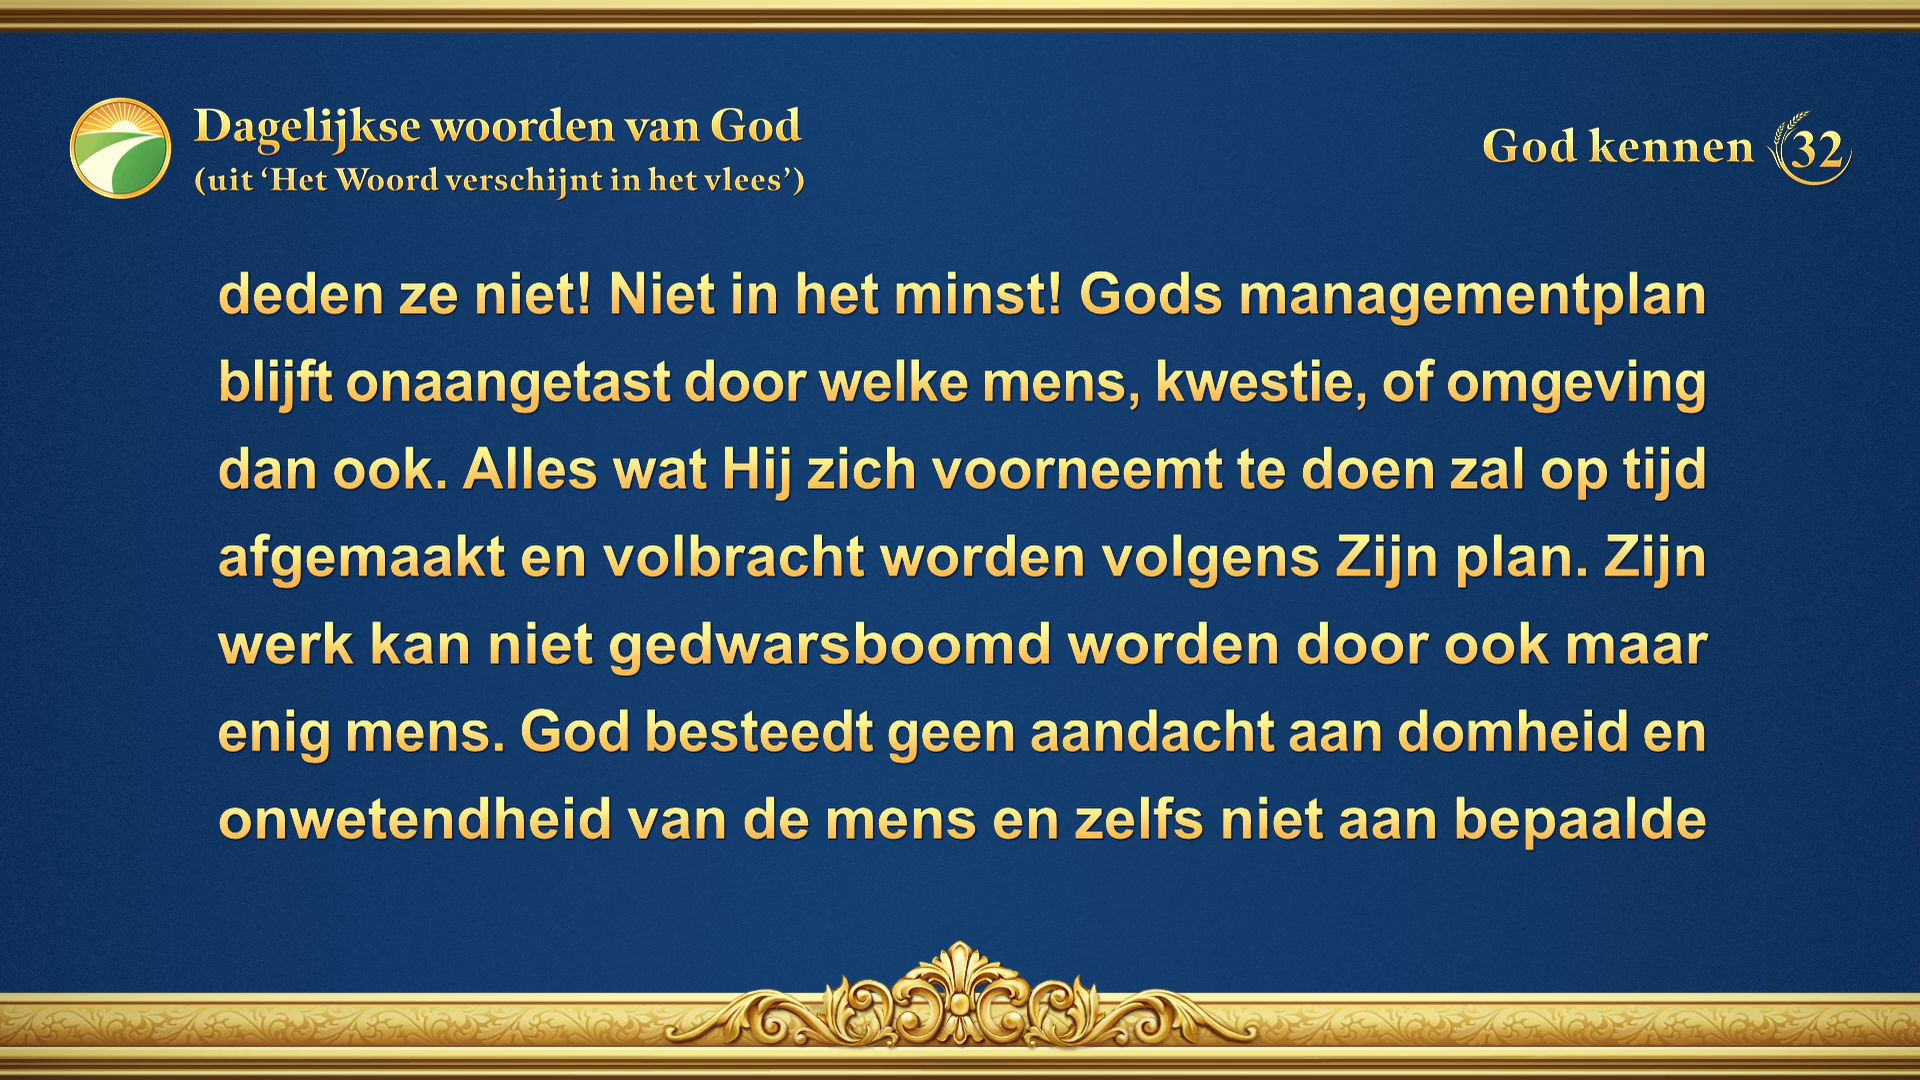 Dagelijkse woorden van God
(uit ‘Het Woord verschijnt in het vlees’)
God kennen 32
deden ze niet! Niet in het minst! Gods managementplan
blijft onaangetast door welke mens, kwestie, of omgeving
dan ook. Alles wat Hij zich voorneemt te doen zal op tijd
afgemaakt en volbracht worden volgens Zijn plan. Zijn
werk kan niet gedwarsboomd worden door ook maar
enig mens. God besteedt geen aandacht aan domheid en
onwetendheid van de mens en zelfs niet aan bepaalde